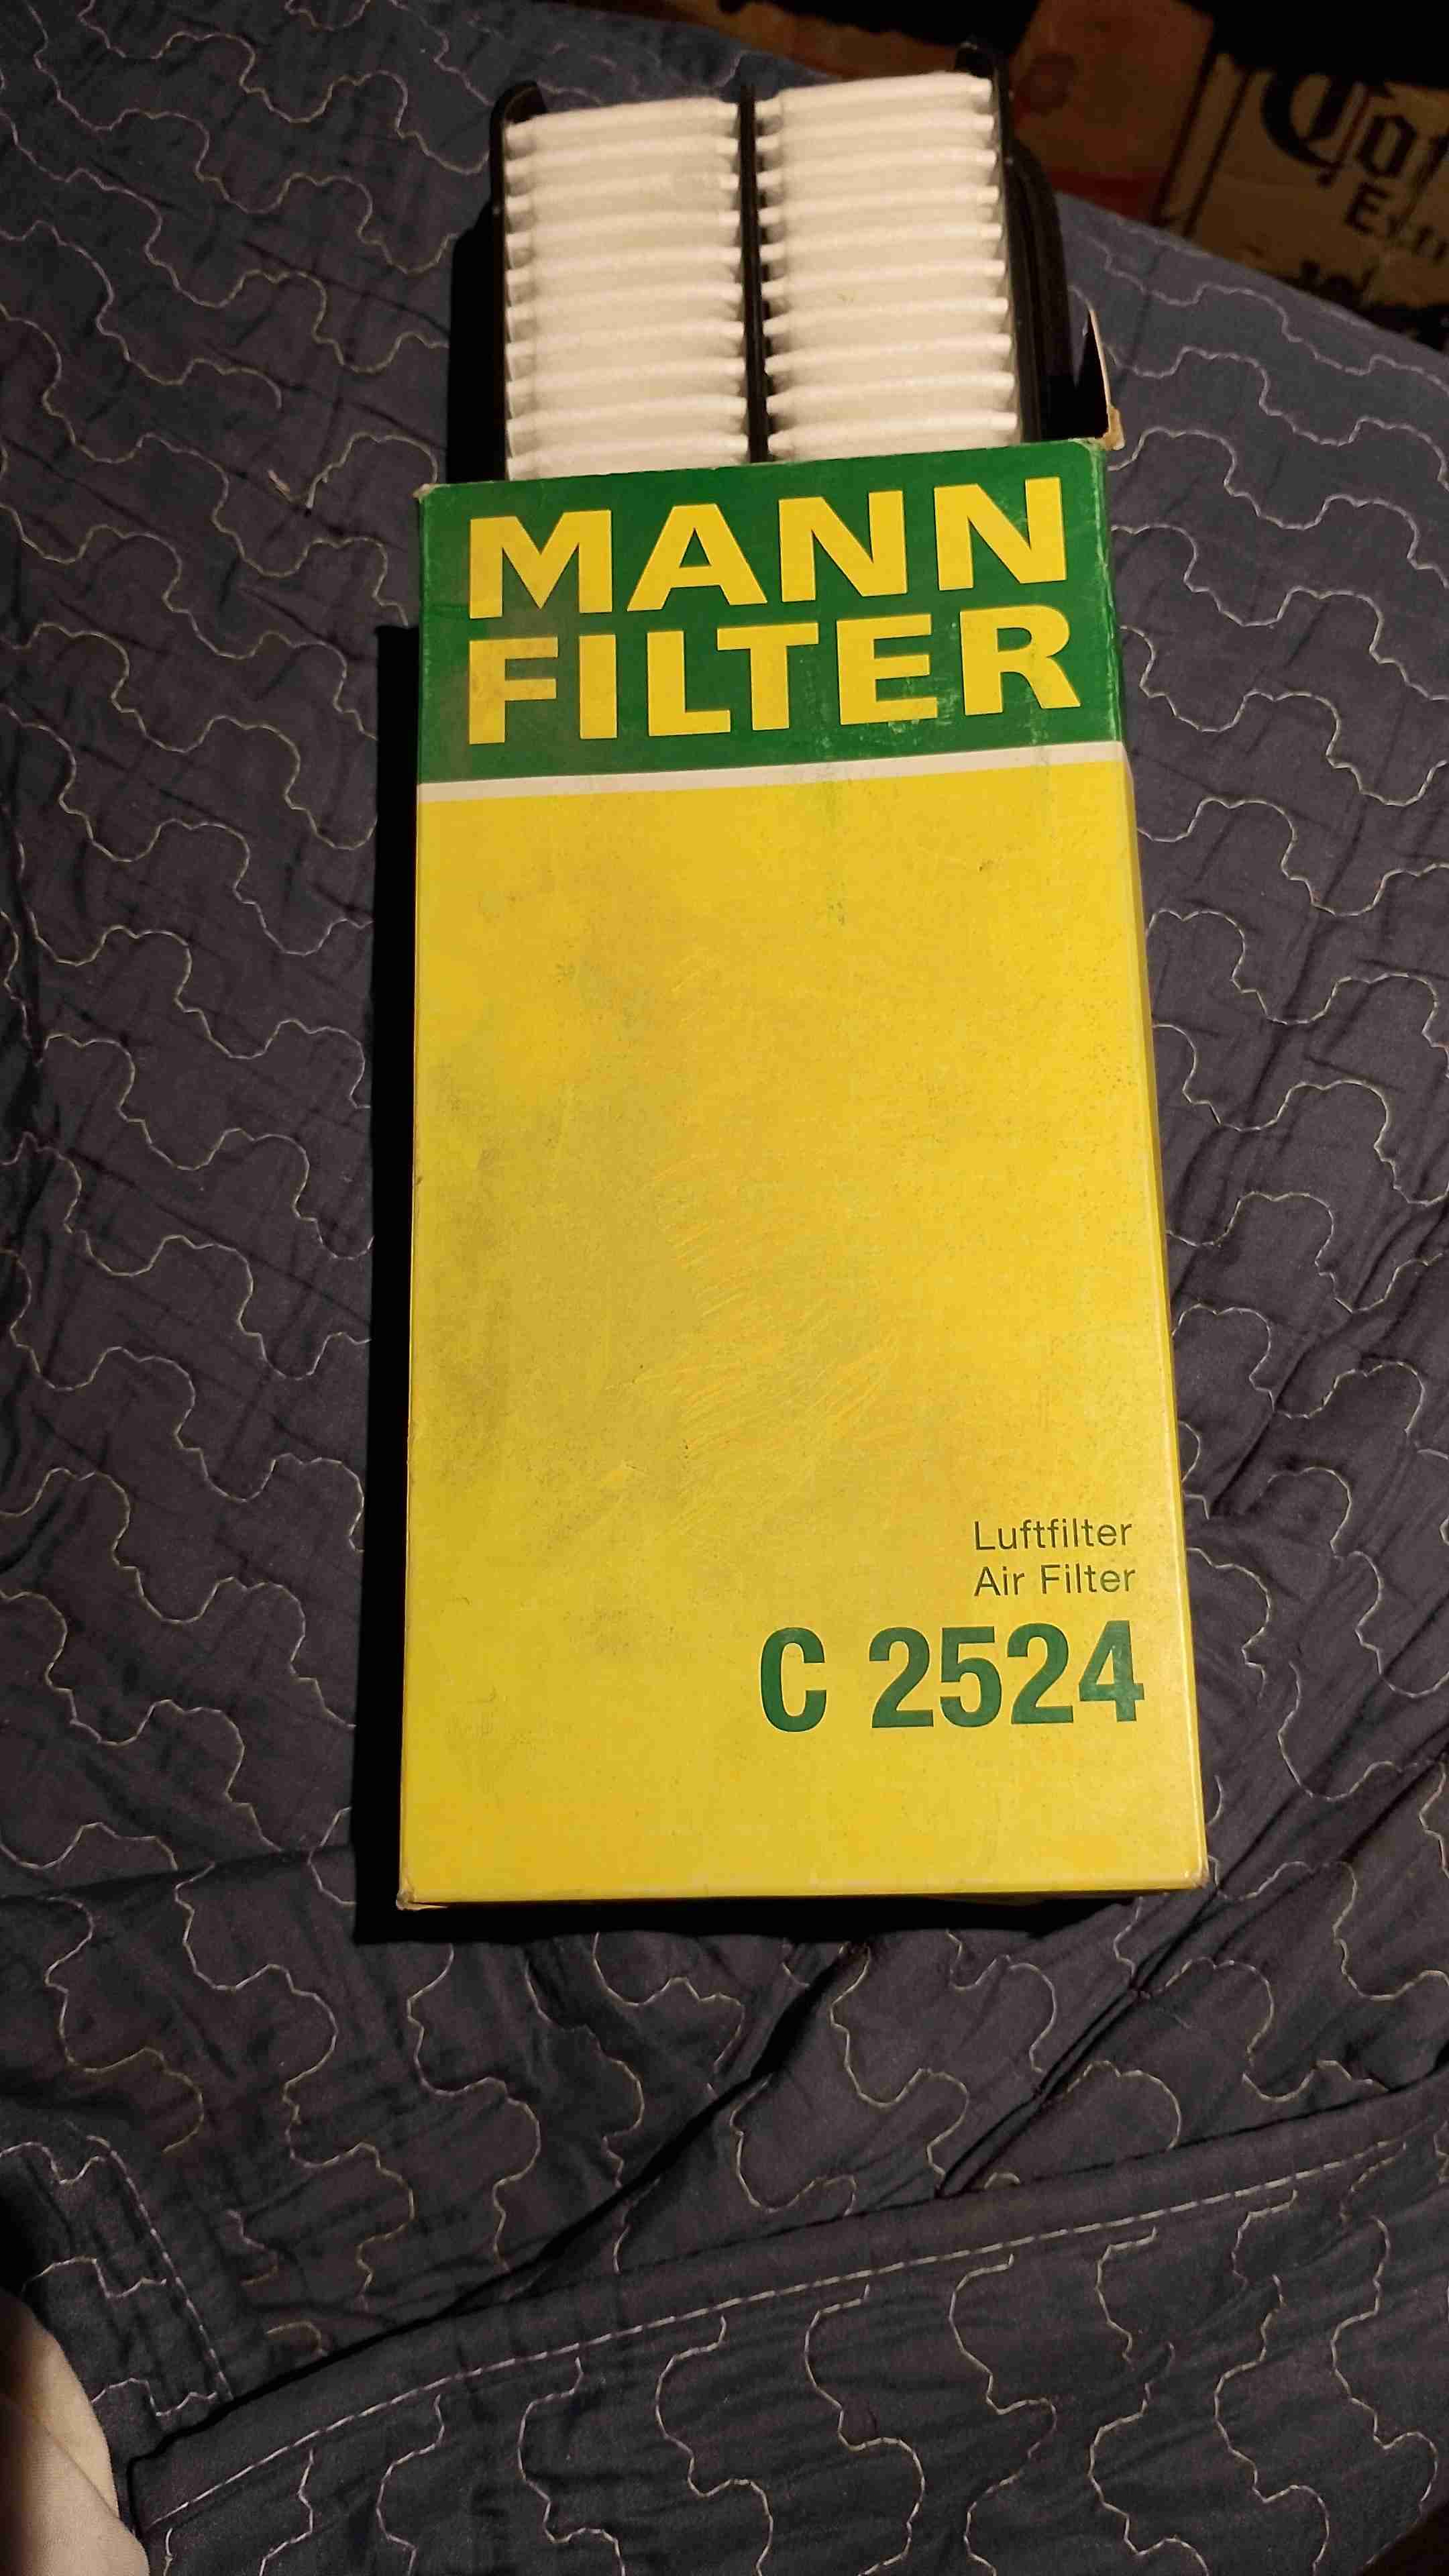 MANN
FILTER
Luftfilter
Air Filter
C 2524